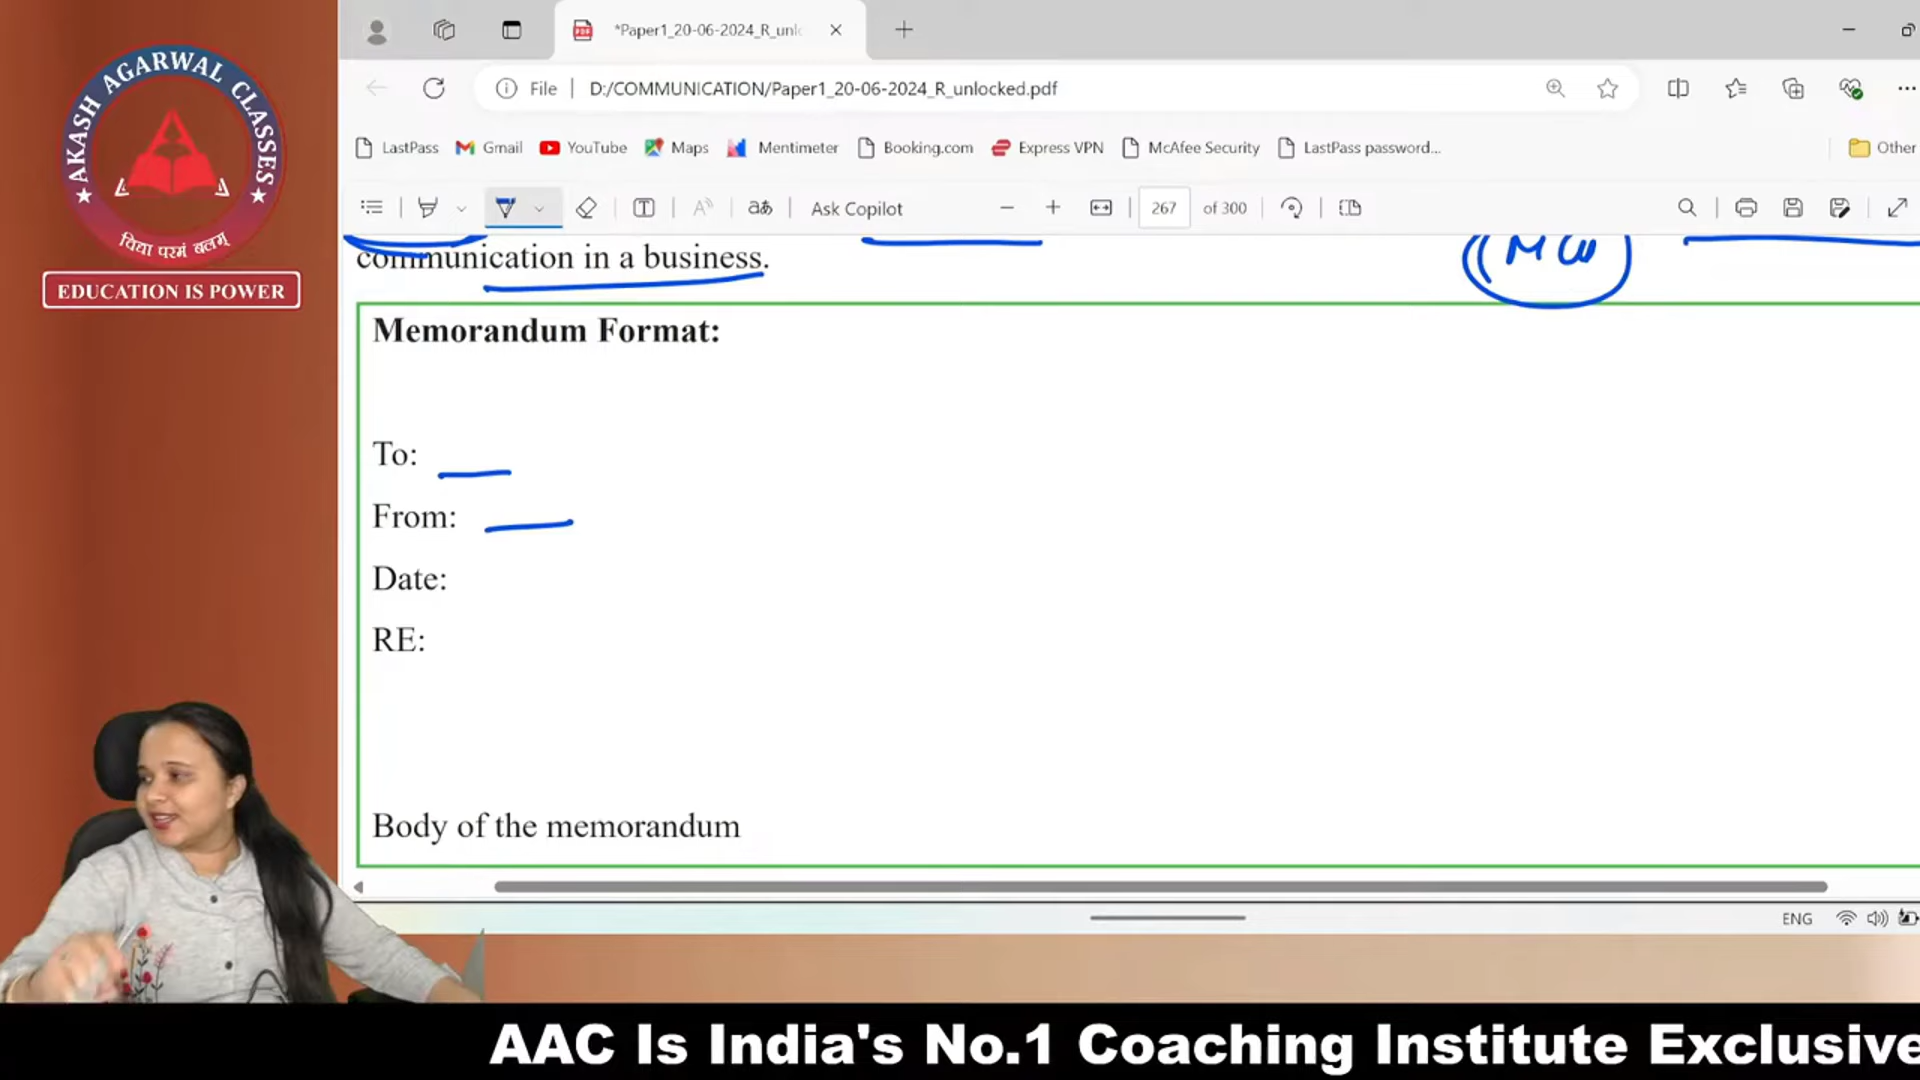 AKASH AGARWAL CLASSES
विद्या परमं बलम्
EDUCATION IS POWER
*Paper1_20-06-2024_R_unlo
File D:/COMMUNICATION/Paper1_20-06-2024_R_unlocked.pdf
LastPass Gmail YouTube Maps Mentimeter Booking.com Express VPN McAfee Security LastPass password... Other
aあ Ask Copilot 267 of 300
communication in a business.
Memorandum Format:
To:
From:
Date:
RE:
Body of the memorandum
ENG
AAC Is India's No.1 Coaching Institute Exclusive